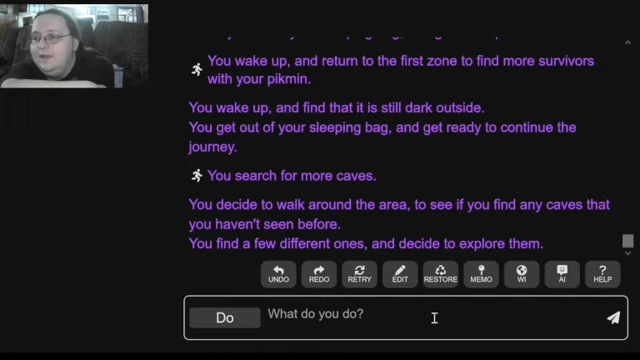 You wake up, and return to the first zone to find more survivors
with your pikmin.
You wake up, and find that it is still dark outside.
You get out of your sleeping bag, and get ready to continue the
journey.
You search for more caves.
You decide to walk around the area, to see if you find any caves that
you haven't seen before.
You find a few different ones, and decide to explore them.
UNDO REDO RETRY EDIT RESTORE MEMO WI AI HELP
Do What do you do?